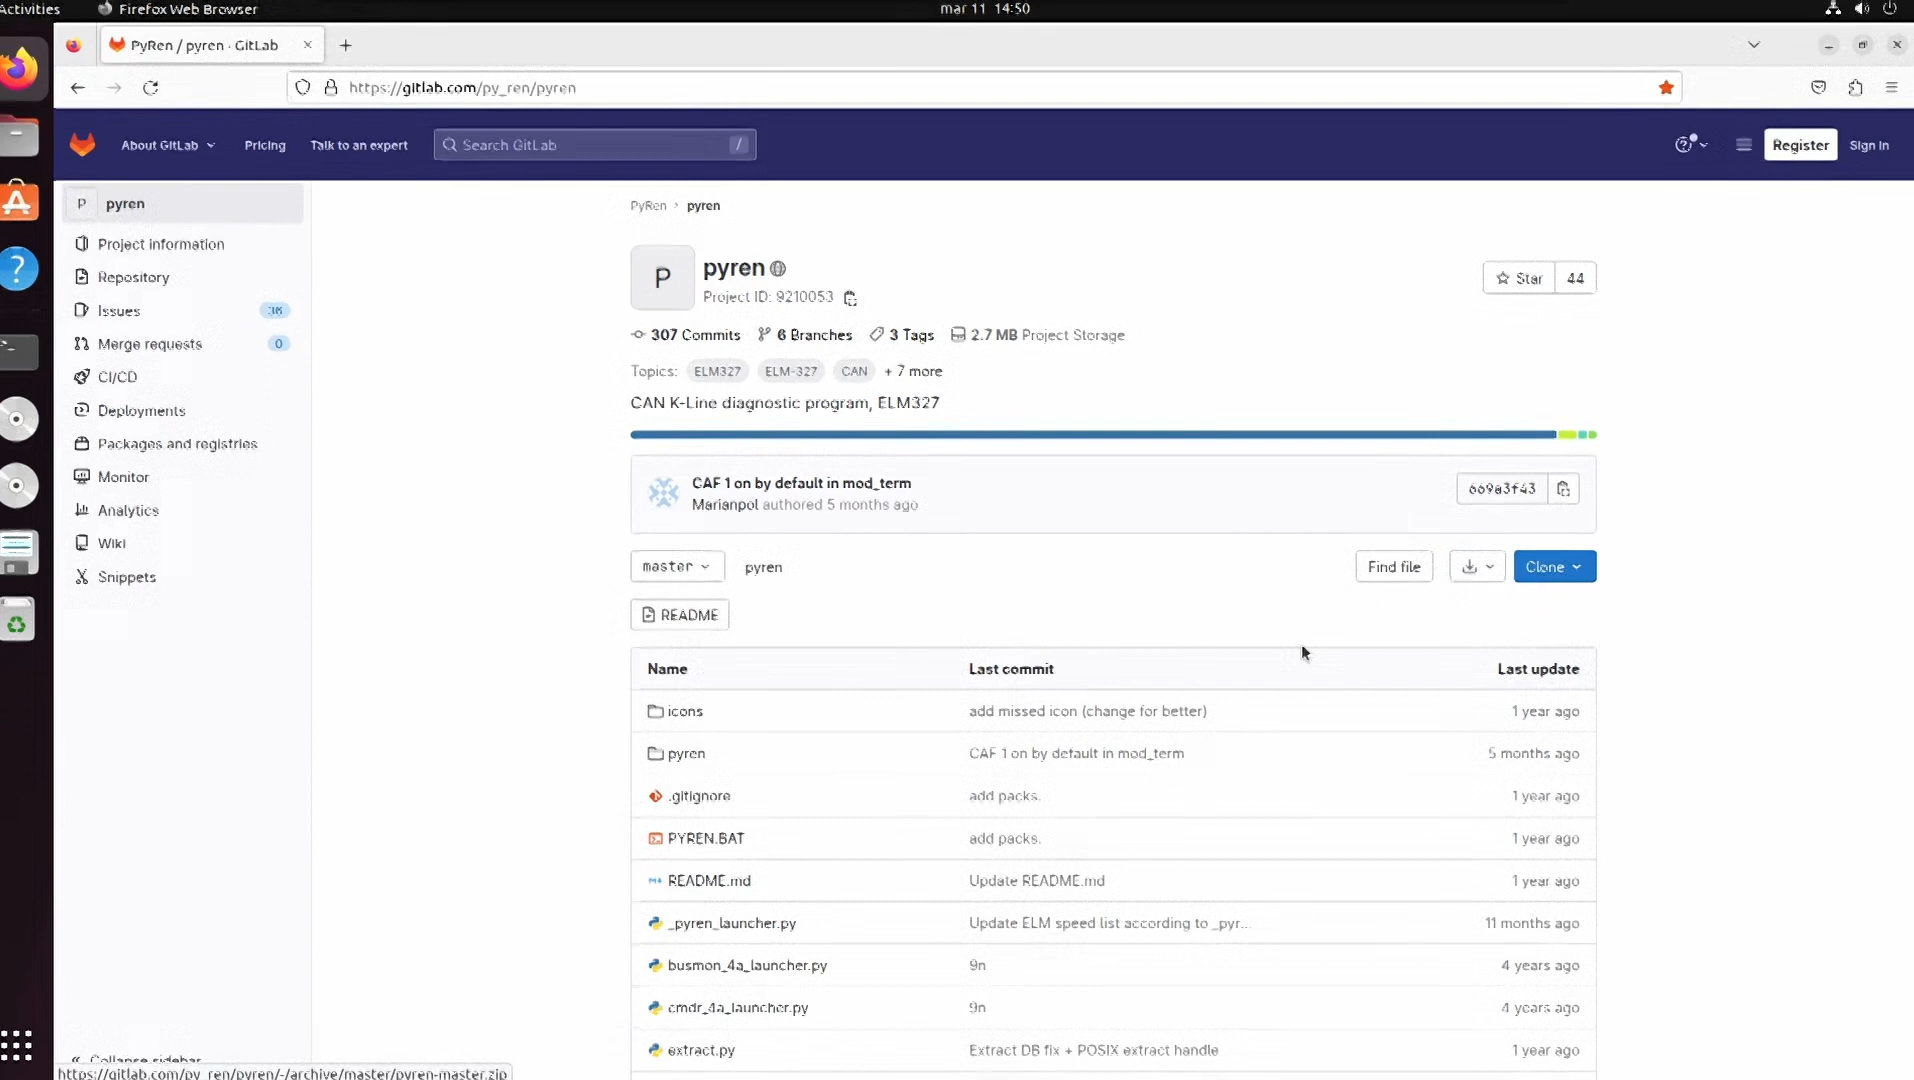 Activities Firefox Web Browser mar 11 14:50
PyRen / pyren · GitLab
https://gitlab.com/py_ren/pyren
About GitLab Pricing Talk to an expert Search GitLab / Register Sign in
P pyren
Project information
Repository
Issues
Merge requests 0
CI/CD
Deployments
Packages and registries
Monitor
Analytics
Wiki
Snippets
Collapse sidebar
PyRen › pyren
P
pyren
Project ID: 9210053
Star 44
307 Commits 6 Branches 3 Tags 2.7 MB Project Storage
Topics: ELM327 ELM-327 CAN + 7 more
CAN K-Line diagnostic program, ELM327
CAF 1 on by default in mod_term
Marianpol authored 5 months ago
669a3f43
master pyren Find file Clone
README
Name Last commit Last update
icons add missed icon (change for better) 1 year ago
pyren CAF 1 on by default in mod_term 5 months ago
.gitignore add packs. 1 year ago
PYREN.BAT add packs. 1 year ago
README.md Update README.md 1 year ago
_pyren_launcher.py Update ELM speed list according to _pyr... 11 months ago
busmon_4a_launcher.py 9n 4 years ago
cmdr_4a_launcher.py 9n 4 years ago
extract.py Extract DB fix + POSIX extract handle 1 year ago
https://gitlab.com/py_ren/pyren/-/archive/master/pyren-master.zip